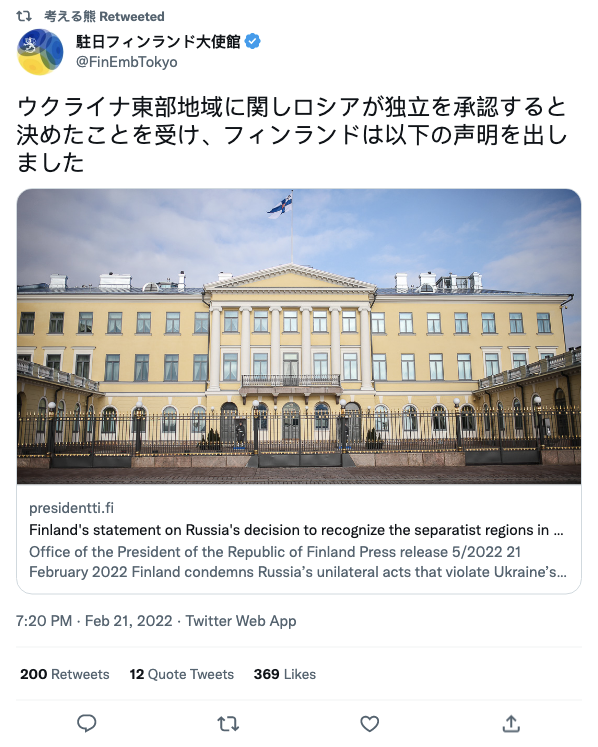 考える熊 Retweeted
駐日フィンランド大使館
@FinEmbTokyo
ウクライナ東部地域に関しロシアが独立を承認すると
決めたことを受け、フィンランドは以下の声明を出し
ました
presidentti.fi
Finland's statement on Russia's decision to recognize the separatist regions in ...
Office of the President of the Republic of Finland Press release 5/2022 21
February 2022 Finland condemns Russia’s unilateral acts that violate Ukraine’s...
7:20 PM · Feb 21, 2022 · Twitter Web App
200 Retweets 12 Quote Tweets 369 Likes